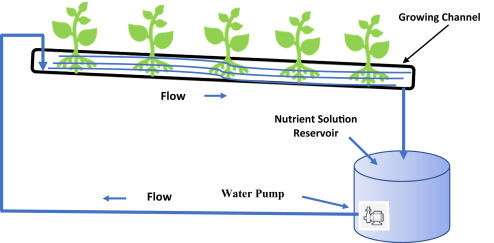 Growing Channel
Flow
Nutrient Solution
Reservoir
Water Pump
Flow